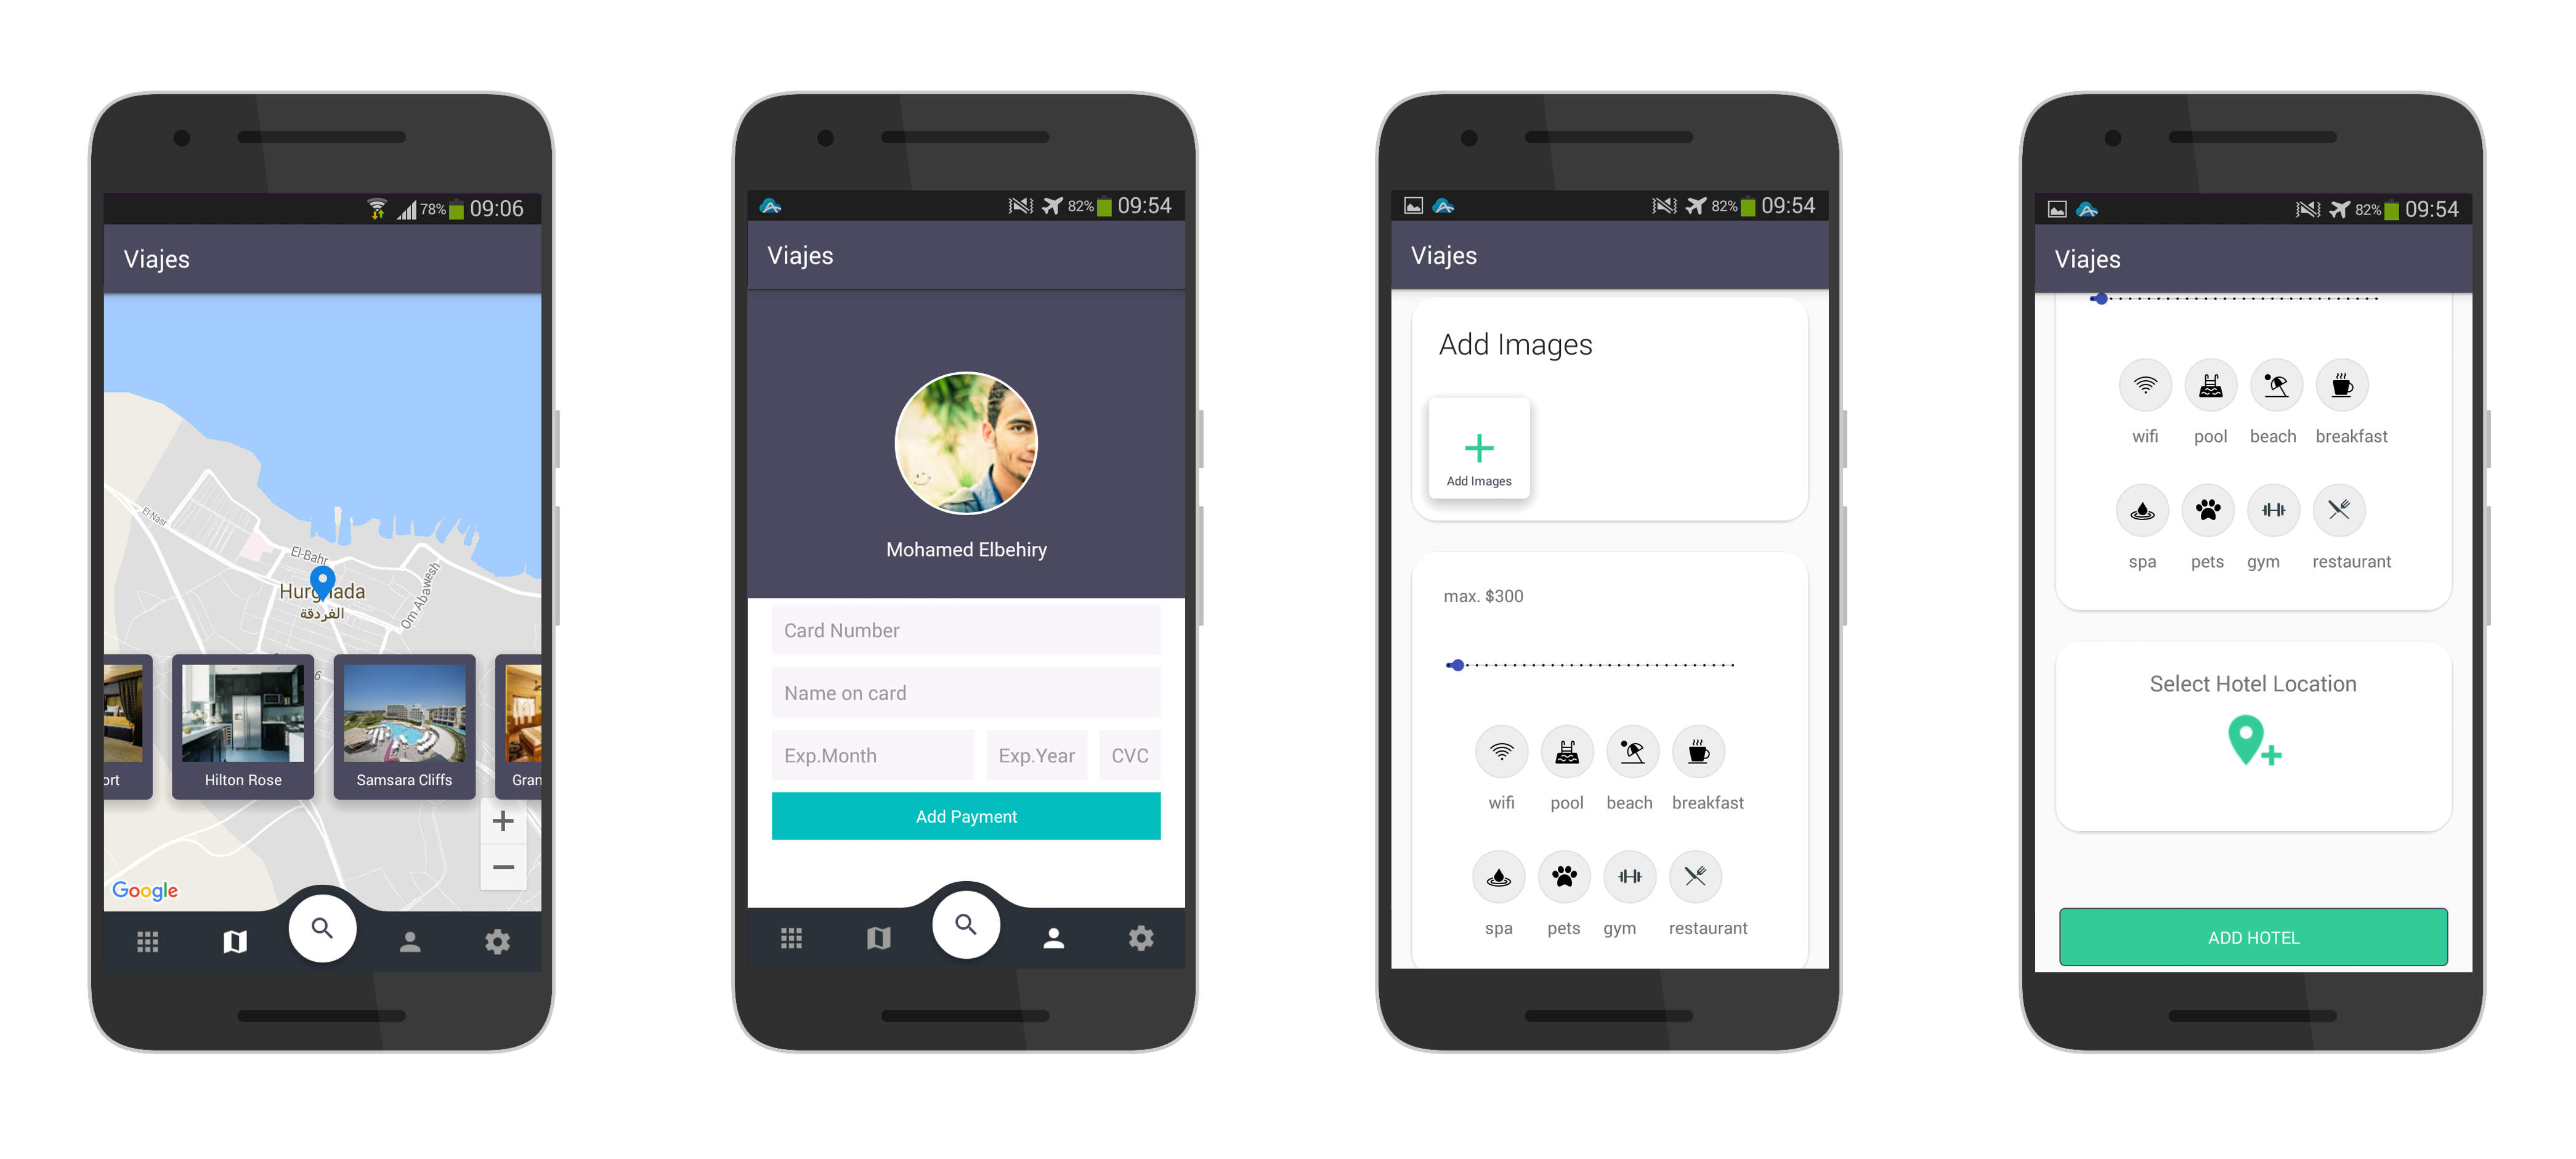 78% 09:06
Viajes
El-Nasr
El-Bahr
Hurghada
الغردقة
Om Abawesh
6
ort
Hilton Rose
Samsara Cliffs
Gran
+
−
Google
82% 09:54
Viajes
Mohamed Elbehiry
Card Number
Name on card
Exp.Month Exp.Year CVC
Add Payment
82% 09:54
Viajes
Add Images
+
Add Images
max. $300
wifi pool beach breakfast
spa pets gym restaurant
82% 09:54
Viajes
wifi pool beach breakfast
spa pets gym restaurant
Select Hotel Location
ADD HOTEL